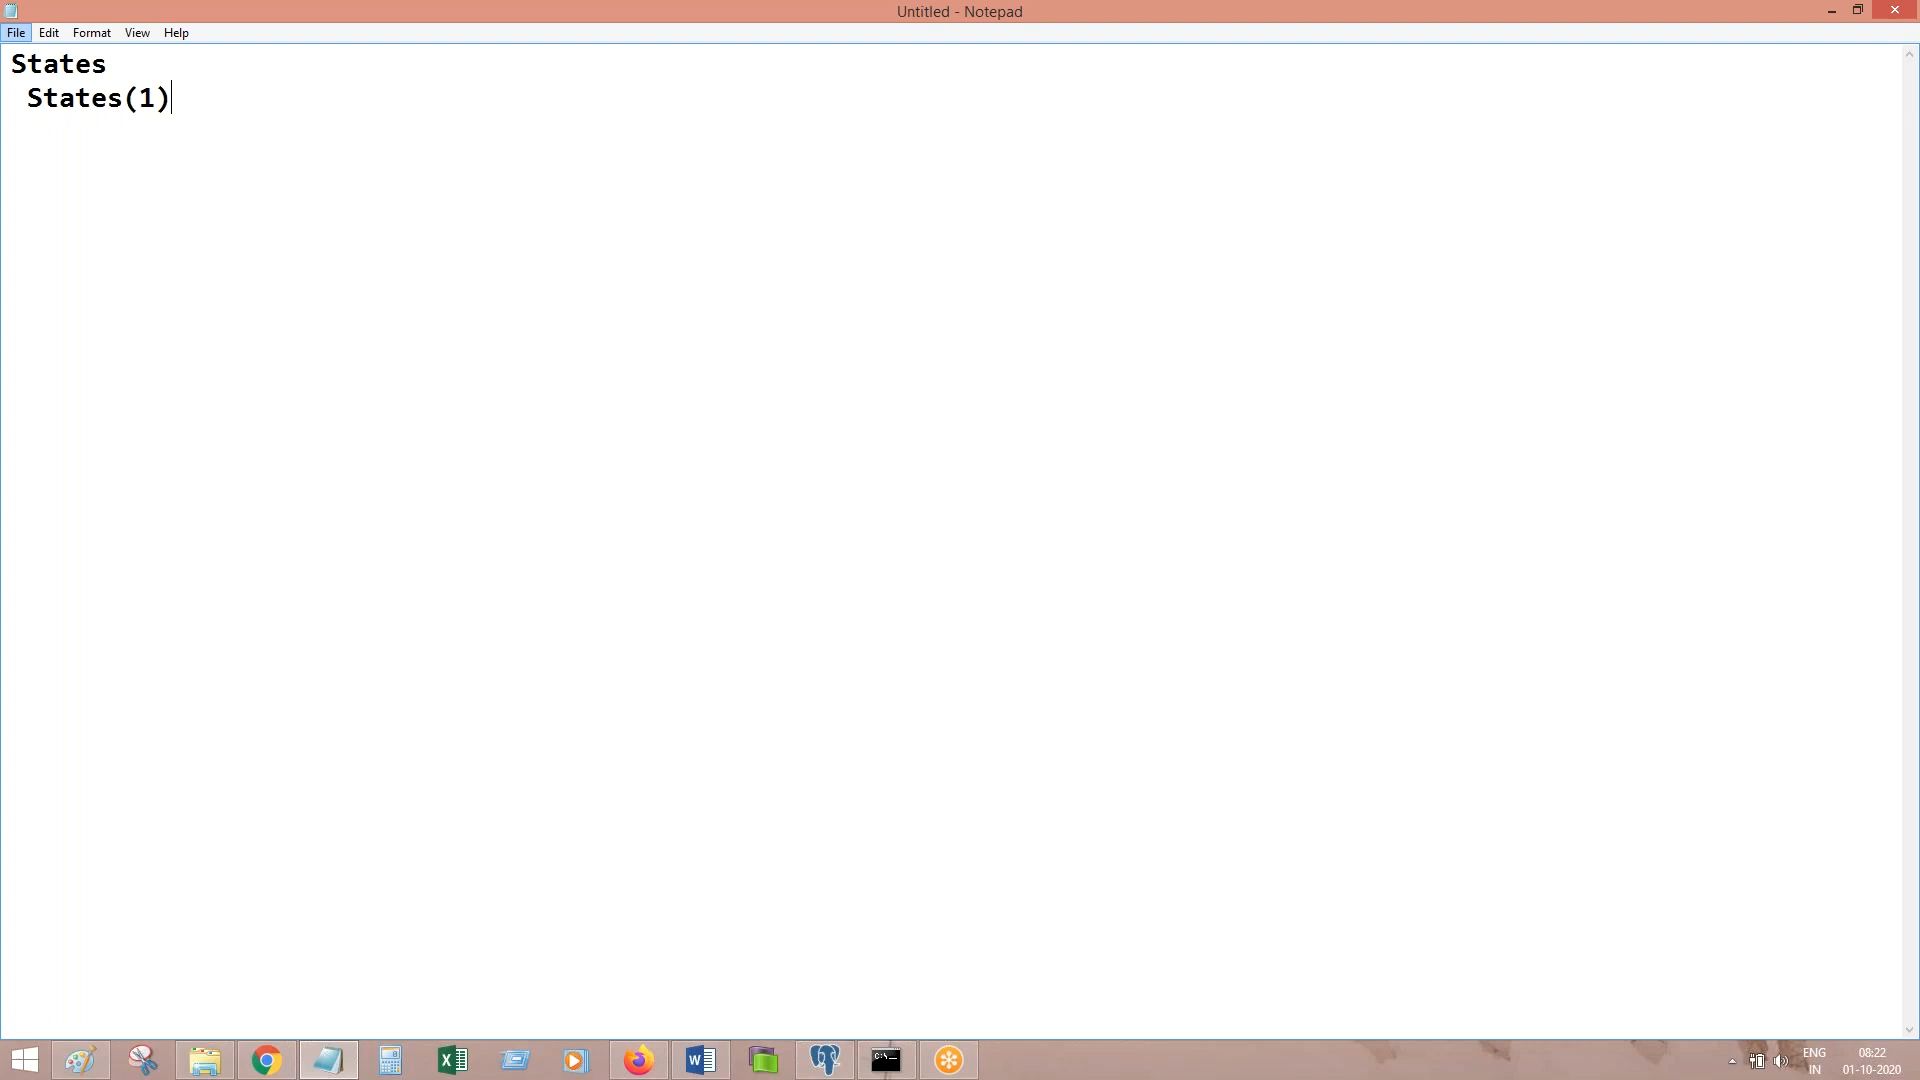 Untitled - Notepad
File Edit Format View Help
States
States(1)
C:\_
ENG 08:22
IN 01-10-2020